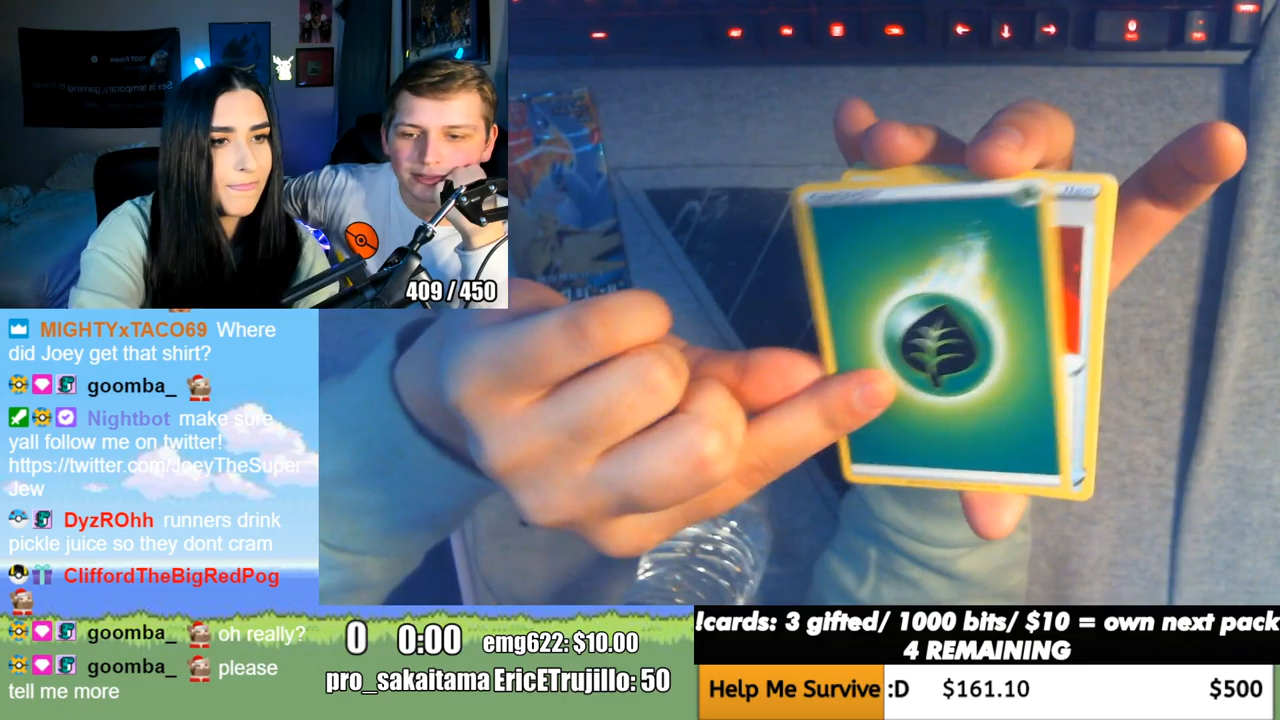 409 / 450
MIGHTYxTACO69 Where
did Joey get that shirt?
goomba_
Nightbot make sure
yall follow me on twitter!
https://twitter.com/JoeyTheSuper
Jew
DyzROhh runners drink
pickle juice so they dont cram
CliffordTheBigRedPog
goomba_ oh really?
goomba_ please
tell me more
0 0:00 emg622: $10.00
pro_sakaitama EricETrujillo: 50
!cards: 3 gifted/ 1000 bits/ $10 = own next pack
4 REMAINING
Help Me Survive :D $161.10 $500